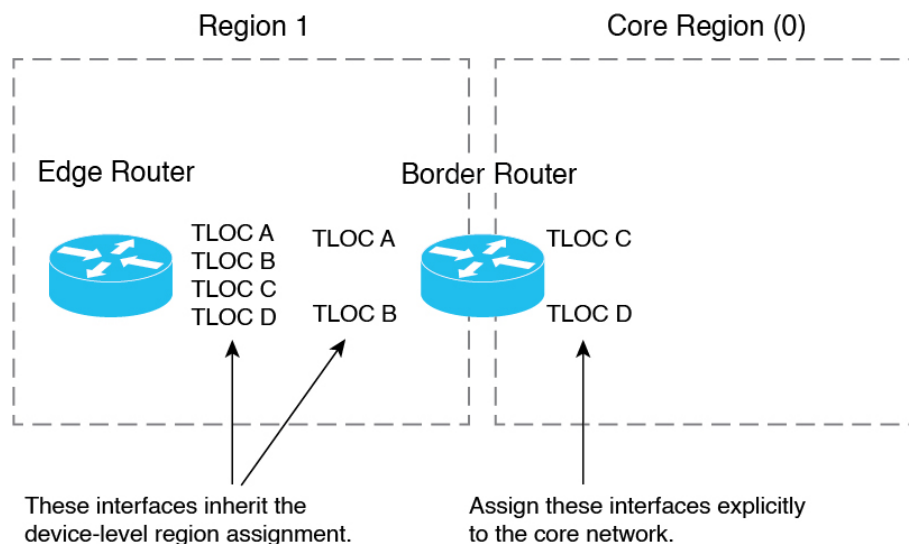 Region 1
Core Region (0)
Edge Router
Border Router
TLOC A
TLOC B
TLOC C
TLOC D
TLOC A
TLOC B
TLOC C
TLOC D
These interfaces inherit the
device-level region assignment.
Assign these interfaces explicitly
to the core network.